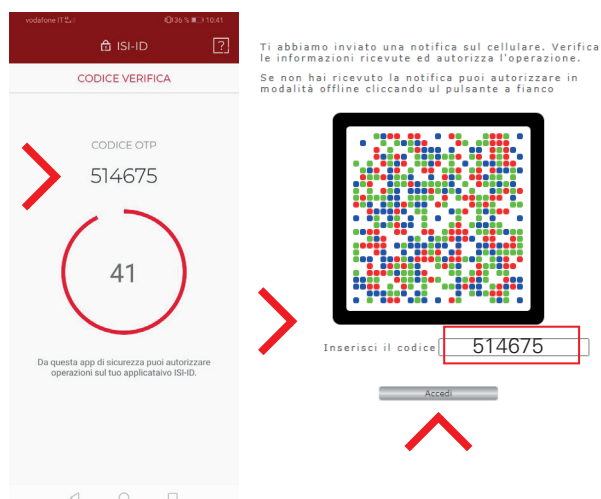 vodafone IT
36 % 10:41
ISI-ID
?
CODICE VERIFICA
CODICE OTP
514675
41
Da questa app di sicurezza puoi autorizzare
operazioni sul tuo applicataivo ISI-ID.
Ti abbiamo inviato una notifica sul cellulare. Verifica
le informazioni ricevute ed autorizza l'operazione.
Se non hai ricevuto la notifica puoi autorizzare in
modalità offline cliccando ul pulsante a fianco
Inserisci il codice 514675
Accedi